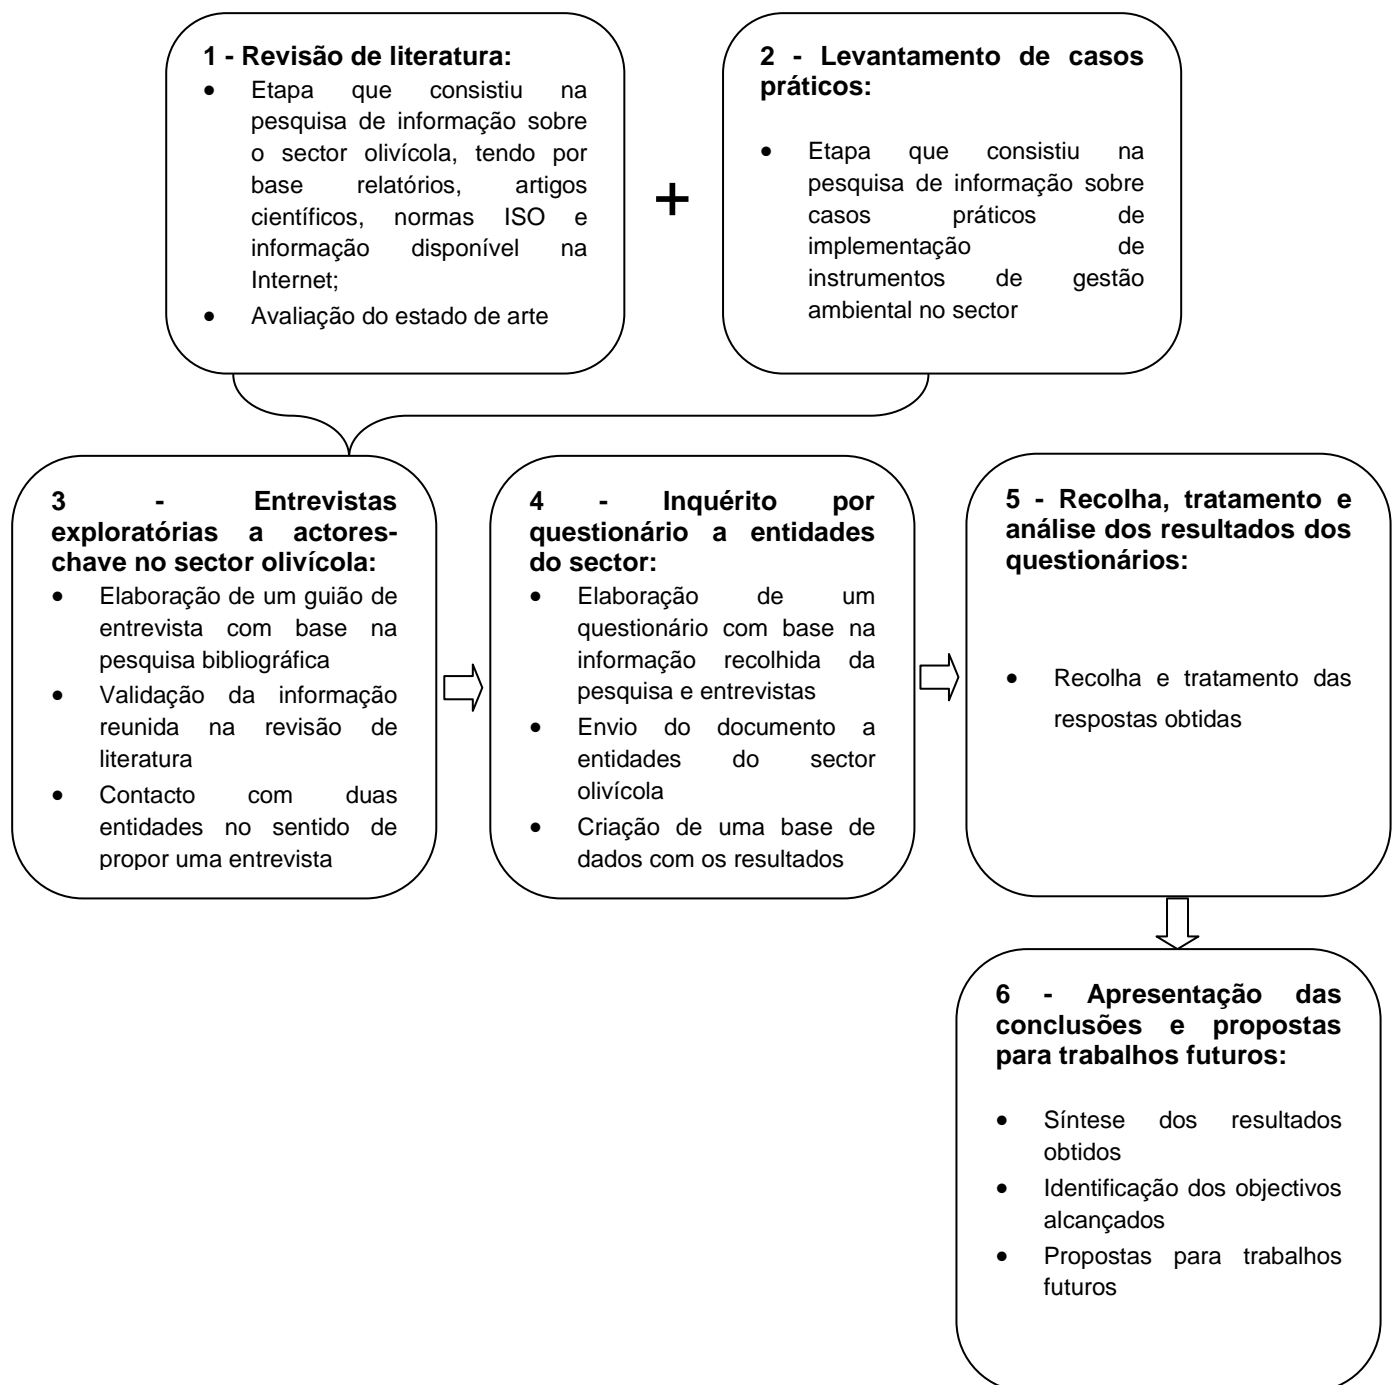 1 - Revisão de literatura:
• Etapa que consistiu na
pesquisa de informação sobre
o sector olivícola, tendo por
base relatórios, artigos
científicos, normas ISO e
informação disponível na
Internet;
• Avaliação do estado de arte
+
2 - Levantamento de casos
práticos:
• Etapa que consistiu na
pesquisa de informação sobre
casos práticos de
implementação de
instrumentos de gestão
ambiental no sector
3 - Entrevistas
exploratórias a actores-
chave no sector olivícola:
• Elaboração de um guião de
entrevista com base na
pesquisa bibliográfica
• Validação da informação
reunida na revisão de
literatura
• Contacto com duas
entidades no sentido de
propor uma entrevista
4 - Inquérito por
questionário a entidades
do sector:
• Elaboração de um
questionário com base na
informação recolhida da
pesquisa e entrevistas
• Envio do documento a
entidades do sector
olivícola
• Criação de uma base de
dados com os resultados
5 - Recolha, tratamento e
análise dos resultados dos
questionários:
• Recolha e tratamento das
respostas obtidas
6 - Apresentação das
conclusões e propostas
para trabalhos futuros:
• Síntese dos resultados
obtidos
• Identificação dos objectivos
alcançados
• Propostas para trabalhos
futuros